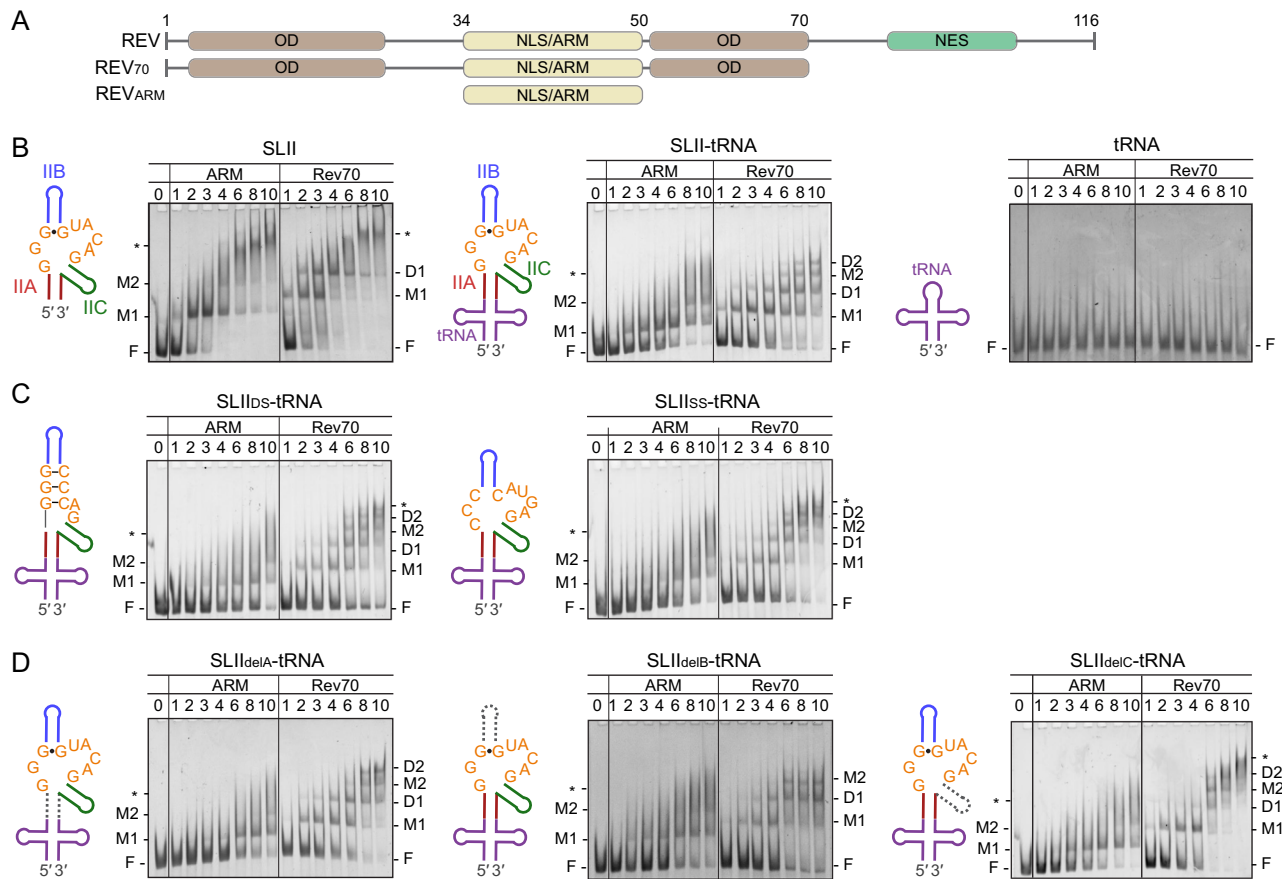 A
1 34 50 70 116
REV OD NLS/ARM OD NES
REV70 OD NLS/ARM OD
REVARM NLS/ARM
B
SLII
ARM Rev70
0 1 2 3 4 6 8 10 1 2 3 4 6 8 10
IIB
G G U A C A G G G
IIA IIC
5′ 3′
* M2 M1 F
* D1 M1 F
SLII-tRNA
ARM Rev70
0 1 2 3 4 6 8 10 1 2 3 4 6 8 10
IIB
G G U A C A G G G
IIA IIC
tRNA
5′ 3′
* M2 M1 F
D2 M2 D1 M1 F
tRNA
ARM Rev70
0 1 2 3 4 6 8 10 1 2 3 4 6 8 10
tRNA
5′ 3′
F
F
C
SLIIDS-tRNA
ARM Rev70
0 1 2 3 4 6 8 10 1 2 3 4 6 8 10
G C
G C
G C A
G
5′ 3′
* M2 M1 F
* D2 M2 D1 M1 F
SLIISS-tRNA
ARM Rev70
0 1 2 3 4 6 8 10 1 2 3 4 6 8 10
C C A U G A G C C
5′ 3′
* M2 M1 F
* D2 M2 D1 M1 F
D
SLIIdelA-tRNA
ARM Rev70
0 1 2 3 4 6 8 10 1 2 3 4 6 8 10
G G U A C A G G G
5′ 3′
* M2 M1 F
D2 M2 D1 M1 F
SLIIdelB-tRNA
ARM Rev70
0 1 2 3 4 6 8 10 1 2 3 4 6 8 10
G G U A C A G G G
5′ 3′
* M2 M1 F
M2 D1 M1 F
SLIIdelC-tRNA
ARM Rev70
0 1 2 3 4 6 8 10 1 2 3 4 6 8 10
G G U A C A G G G
5′ 3′
* M2 M1 F
* D2 M2 D1 M1 F